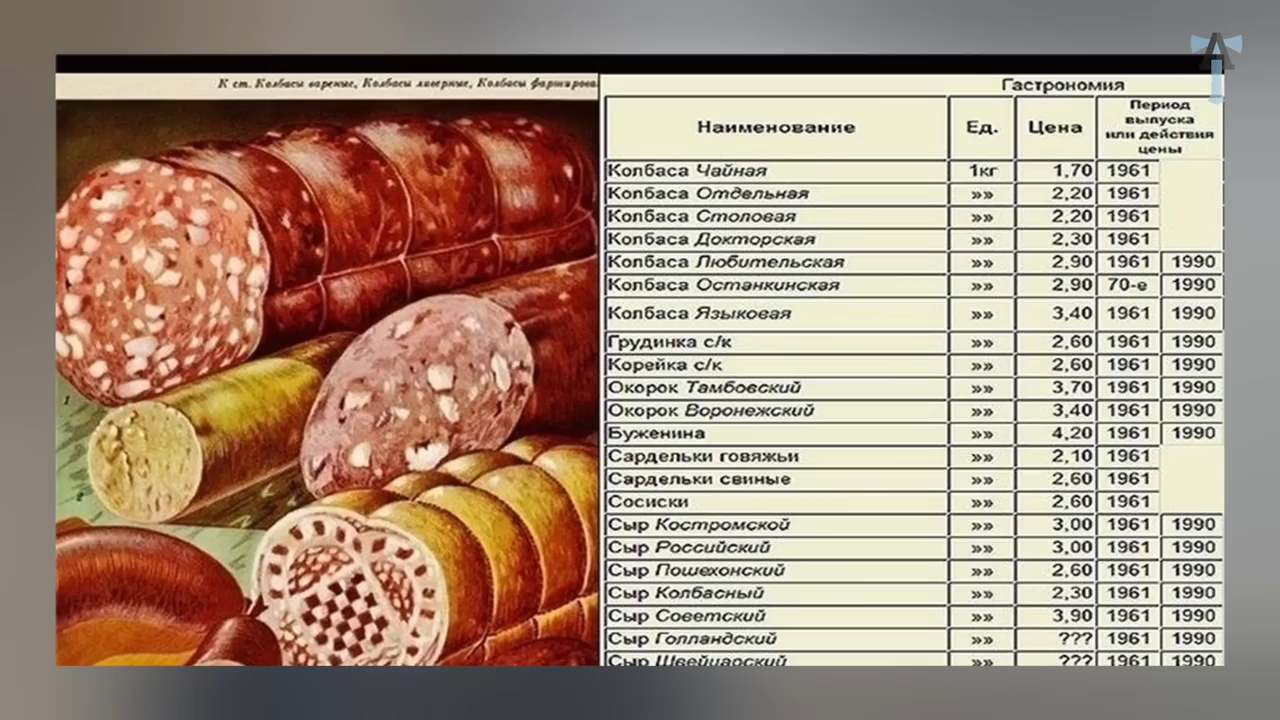 К ст. Колбасы вареные, Колбасы ливерные, Колбасы фарширова
Гастрономия
Наименование Ед. Цена Период выпуска или действия цены
Колбаса Чайная 1кг 1,70 1961
Колбаса Отдельная »» 2,20 1961
Колбаса Столовая »» 2,20 1961
Колбаса Докторская »» 2,30 1961
Колбаса Любительская »» 2,90 1961 1990
Колбаса Останкинская »» 2,90 70-е 1990
Колбаса Языковая »» 3,40 1961 1990
Грудинка с/к »» 2,60 1961 1990
Корейка с/к »» 2,60 1961 1990
Окорок Тамбовский »» 3,70 1961 1990
Окорок Воронежский »» 3,40 1961 1990
Буженина »» 4,20 1961 1990
Сардельки говяжьи »» 2,10 1961
Сардельки свиные »» 2,60 1961
Сосиски »» 2,60 1961
Сыр Костромской »» 3,00 1961 1990
Сыр Российский »» 3,00 1961 1990
Сыр Пошехонский »» 2,60 1961 1990
Сыр Колбасный »» 2,30 1961 1990
Сыр Советский »» 3,90 1961 1990
Сыр Голландский »» ??? 1961 1990
Сыр Швейцарский »» ??? 1961 1990